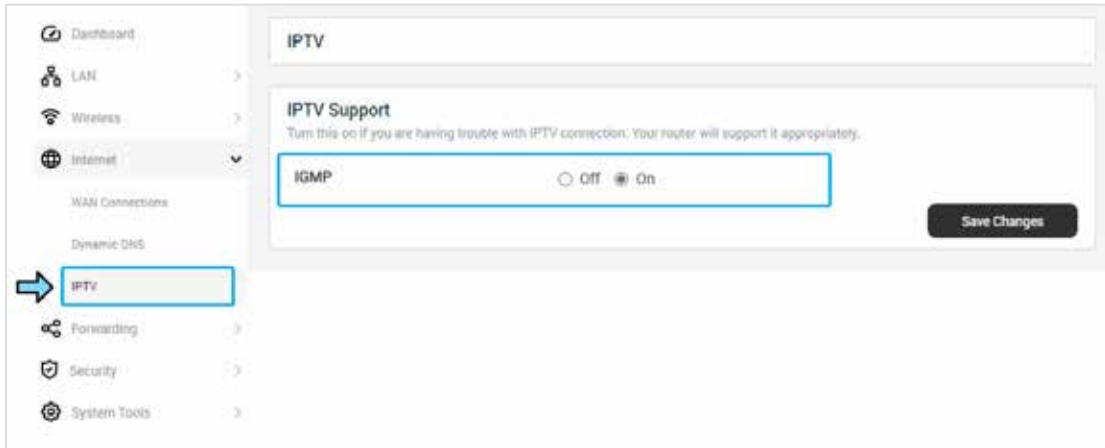 Dashboard
LAN
Wireless
Internet
WAN Connections
Dynamic DNS
IPTV
Forwarding
Security
System Tools
IPTV
IPTV Support
Turn this on if you are having trouble with IPTV connection. Your router will support it appropriately.
IGMP Off On
Save Changes